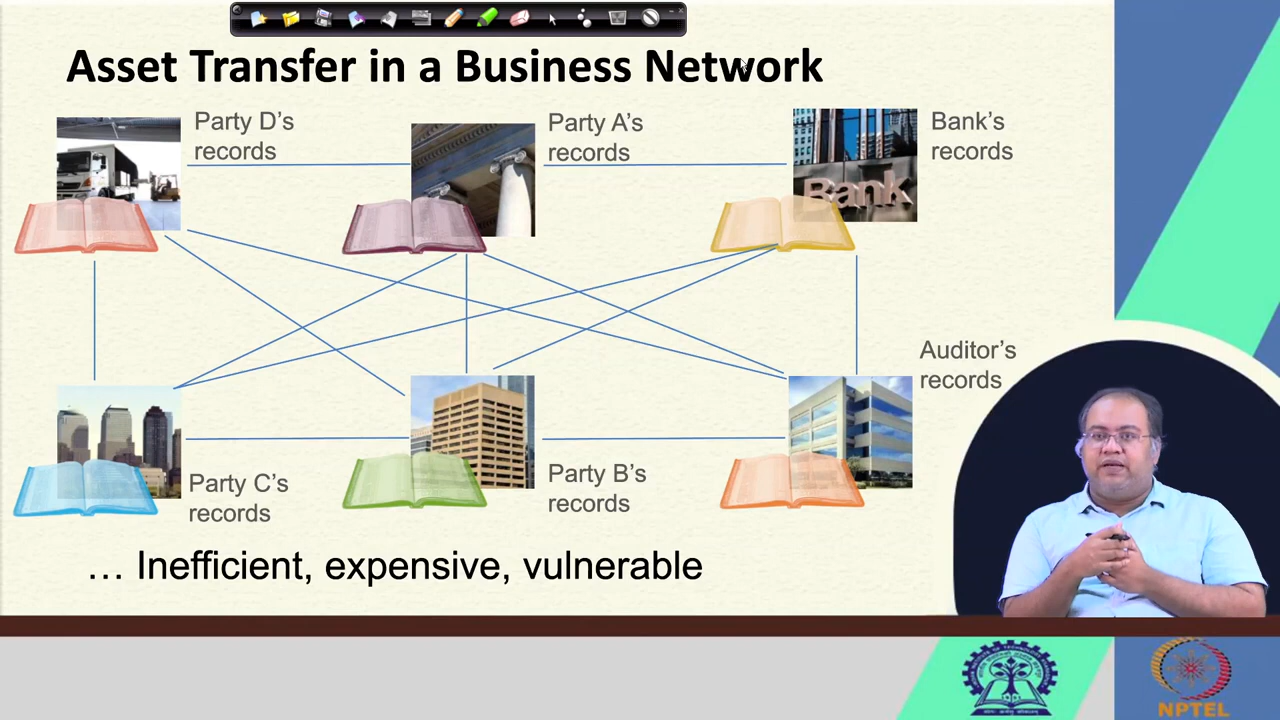 Asset Transfer in a Business Network
Party D’s
records
Party A’s
records
Bank’s
records
Bank
Auditor’s
records
Party C’s
records
Party B’s
records
... Inefficient, expensive, vulnerable
NPTEL